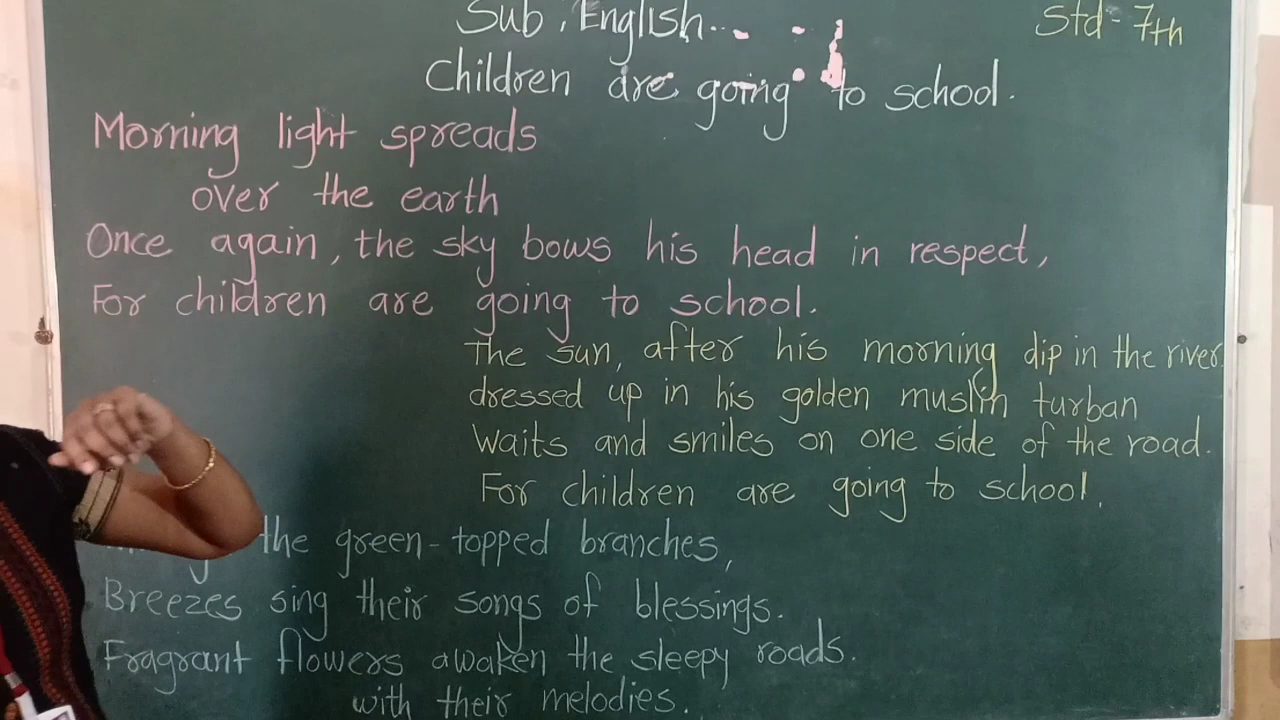 Sub. English...
Std - 7th
Children are going to school.
Morning light spreads
over the earth
Once again, the sky bows his head in respect,
For children are going to school.
The sun, after his morning dip in the river
dressed up in his golden muslin turban
Waits and smiles on one side of the road.
For children are going to school.
the green-topped branches,
Breezes sing their songs of blessings.
Fragrant flowers awaken the sleepy roads.
with their melodies.